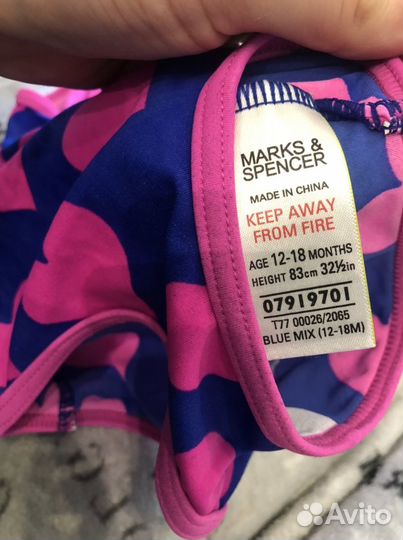 MARKS &
SPENCER
MADE IN CHINA
KEEP AWAY
FROM FIRE
AGE 12-18 MONTHS
HEIGHT 83cm 32½in
07919701
T77 00026/2065
BLUE MIX (12-18M)
Avito